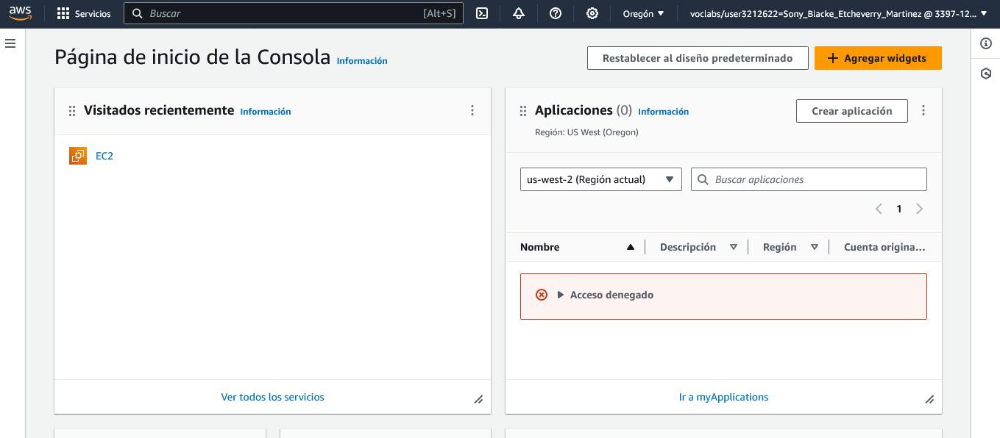 aws
Servicios
Buscar
[Alt+S]
Oregón
voclabs/user3212622=Sony_Blacke_Etcheverry_Martinez @ 3397-12...
Página de inicio de la Consola
Información
Restablecer al diseño predeterminado
Agregar widgets
Visitados recientemente
Información
EC2
Ver todos los servicios
Aplicaciones (0)
Información
Crear aplicación
Región: US West (Oregon)
us-west-2 (Región actual)
Buscar aplicaciones
1
Nombre
Descripción
Región
Cuenta origina...
Acceso denegado
Ir a myApplications